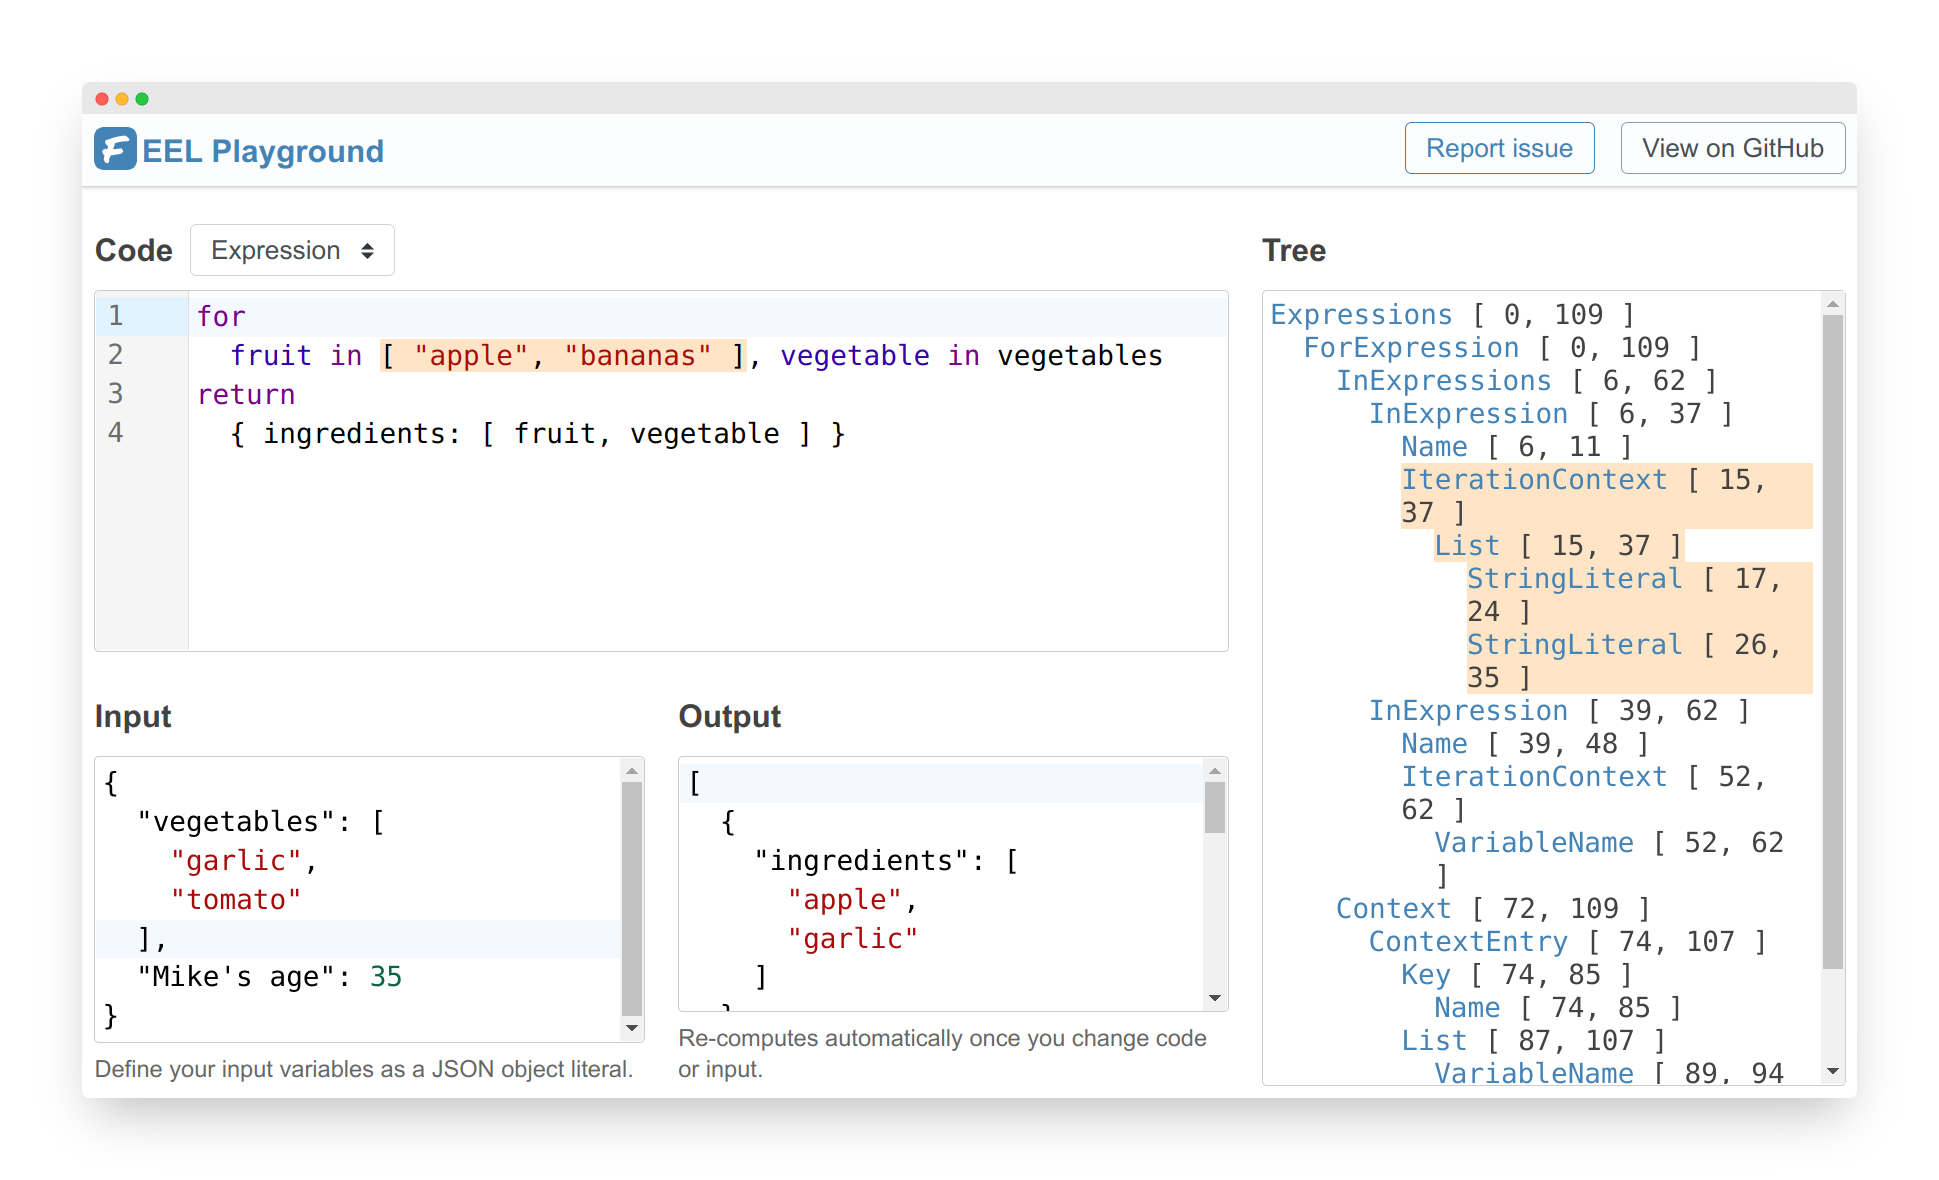 FEEL Playground
Report issue
View on GitHub
Code
Expression
1 for
2   fruit in [ "apple", "bananas" ], vegetable in vegetables
3 return
4   { ingredients: [ fruit, vegetable ] }
Input
{
  "vegetables": [
    "garlic",
    "tomato"
  ],
  "Mike's age": 35
}
Define your input variables as a JSON object literal.
Output
[
  {
    "ingredients": [
      "apple",
      "garlic"
    ]
Re-computes automatically once you change code
or input.
Tree
Expressions [ 0, 109 ]
ForExpression [ 0, 109 ]
InExpressions [ 6, 62 ]
InExpression [ 6, 37 ]
Name [ 6, 11 ]
IterationContext [ 15,
37 ]
List [ 15, 37 ]
StringLiteral [ 17,
24 ]
StringLiteral [ 26,
35 ]
InExpression [ 39, 62 ]
Name [ 39, 48 ]
IterationContext [ 52,
62 ]
VariableName [ 52, 62
]
Context [ 72, 109 ]
ContextEntry [ 74, 107 ]
Key [ 74, 85 ]
Name [ 74, 85 ]
List [ 87, 107 ]
VariableName [ 89, 94